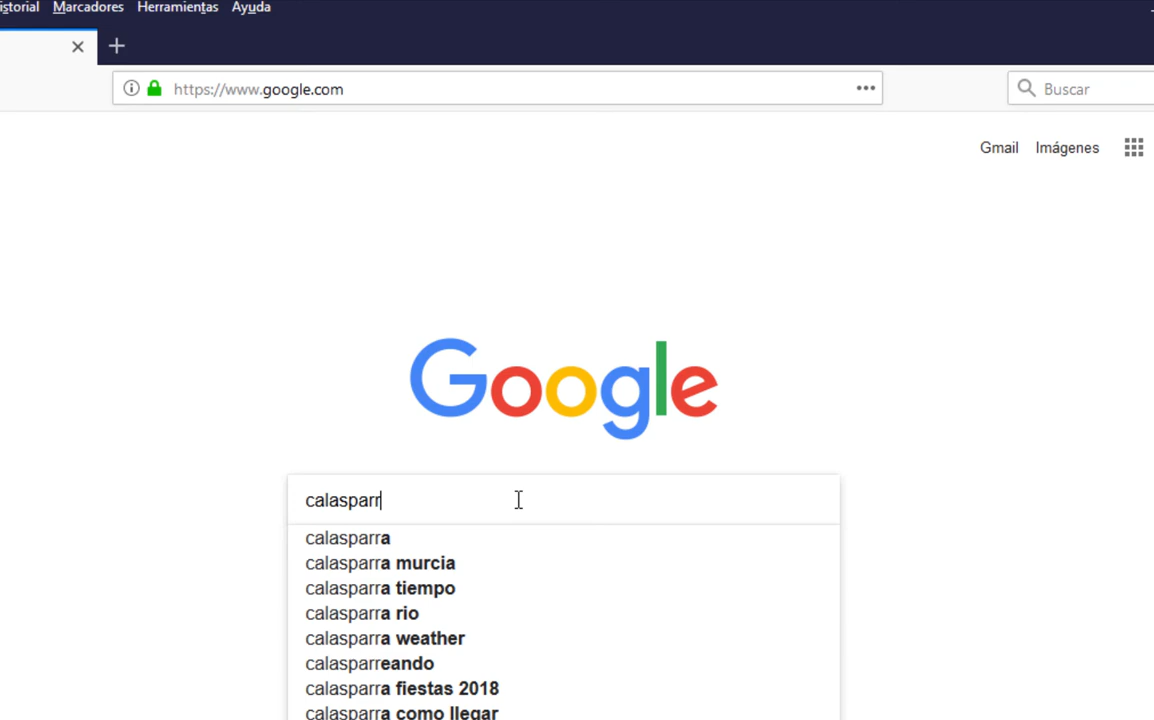 istorial Marcadores Herramientas Ayuda
https://www.google.com
Buscar
Gmail Imágenes
Google
calasparr
calasparra
calasparra murcia
calasparra tiempo
calasparra rio
calasparra weather
calasparreando
calasparra fiestas 2018
calasparra como llegar